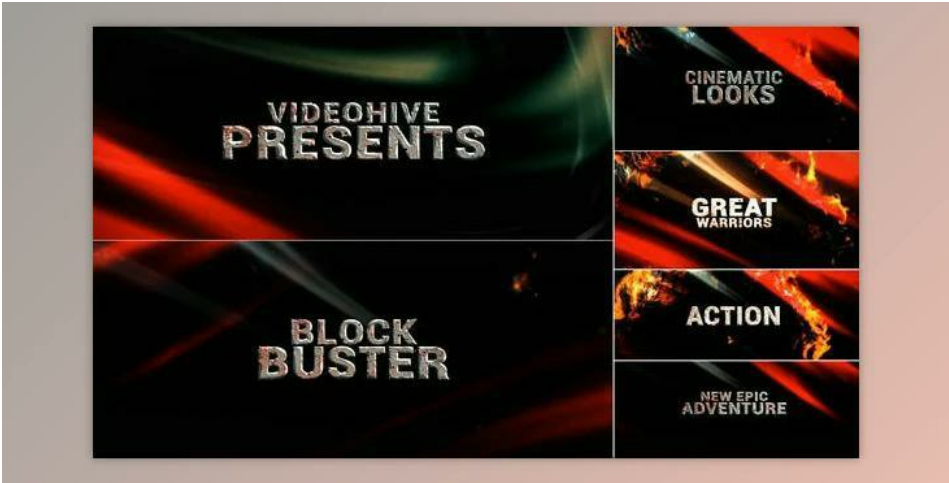 VIDEOHIVE
PRESENTS
BLOCK
BUSTER
CINEMATIC
LOOKS
GREAT
WARRIORS
ACTION
NEW EPIC
ADVENTURE